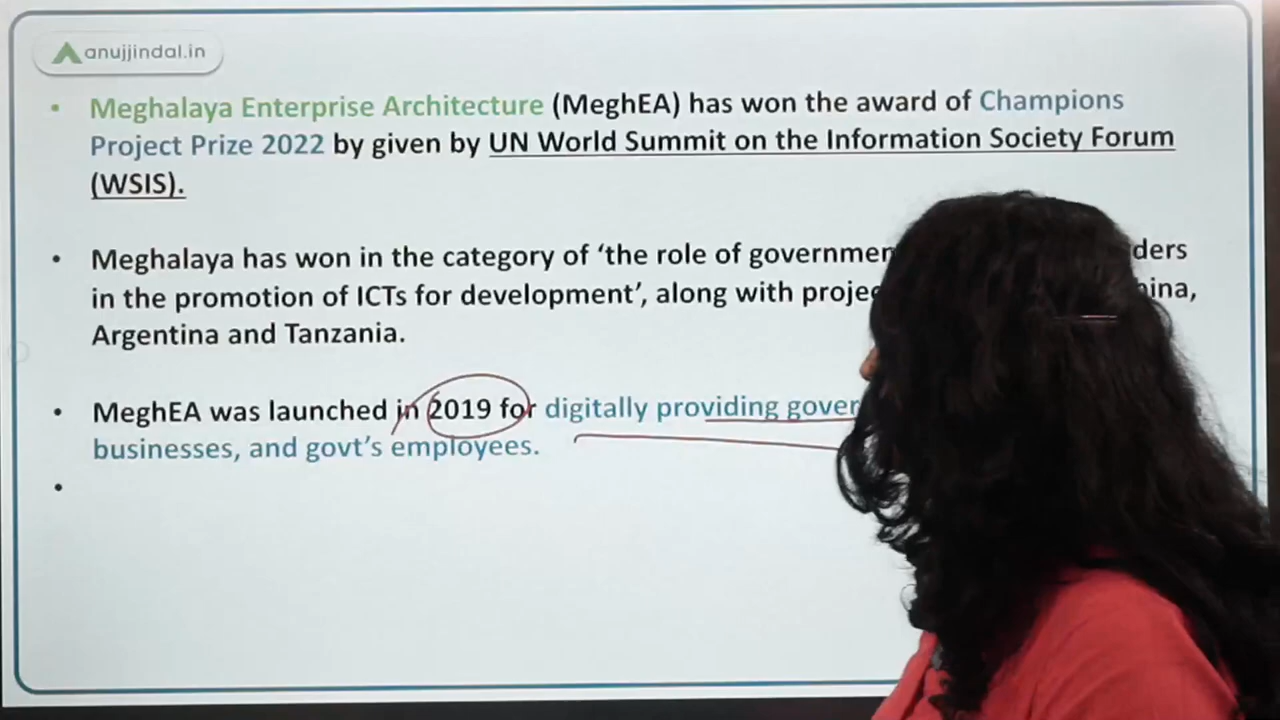 anujjindal.in
• Meghalaya Enterprise Architecture (MeghEA) has won the award of Champions
Project Prize 2022 by given by UN World Summit on the Information Society Forum
(WSIS).
• Meghalaya has won in the category of ‘the role of
in the promotion of ICTs for development’, along with
Argentina and Tanzania.
• MeghEA was launched in 2019 for digitally providing
businesses, and govt’s employees.
•